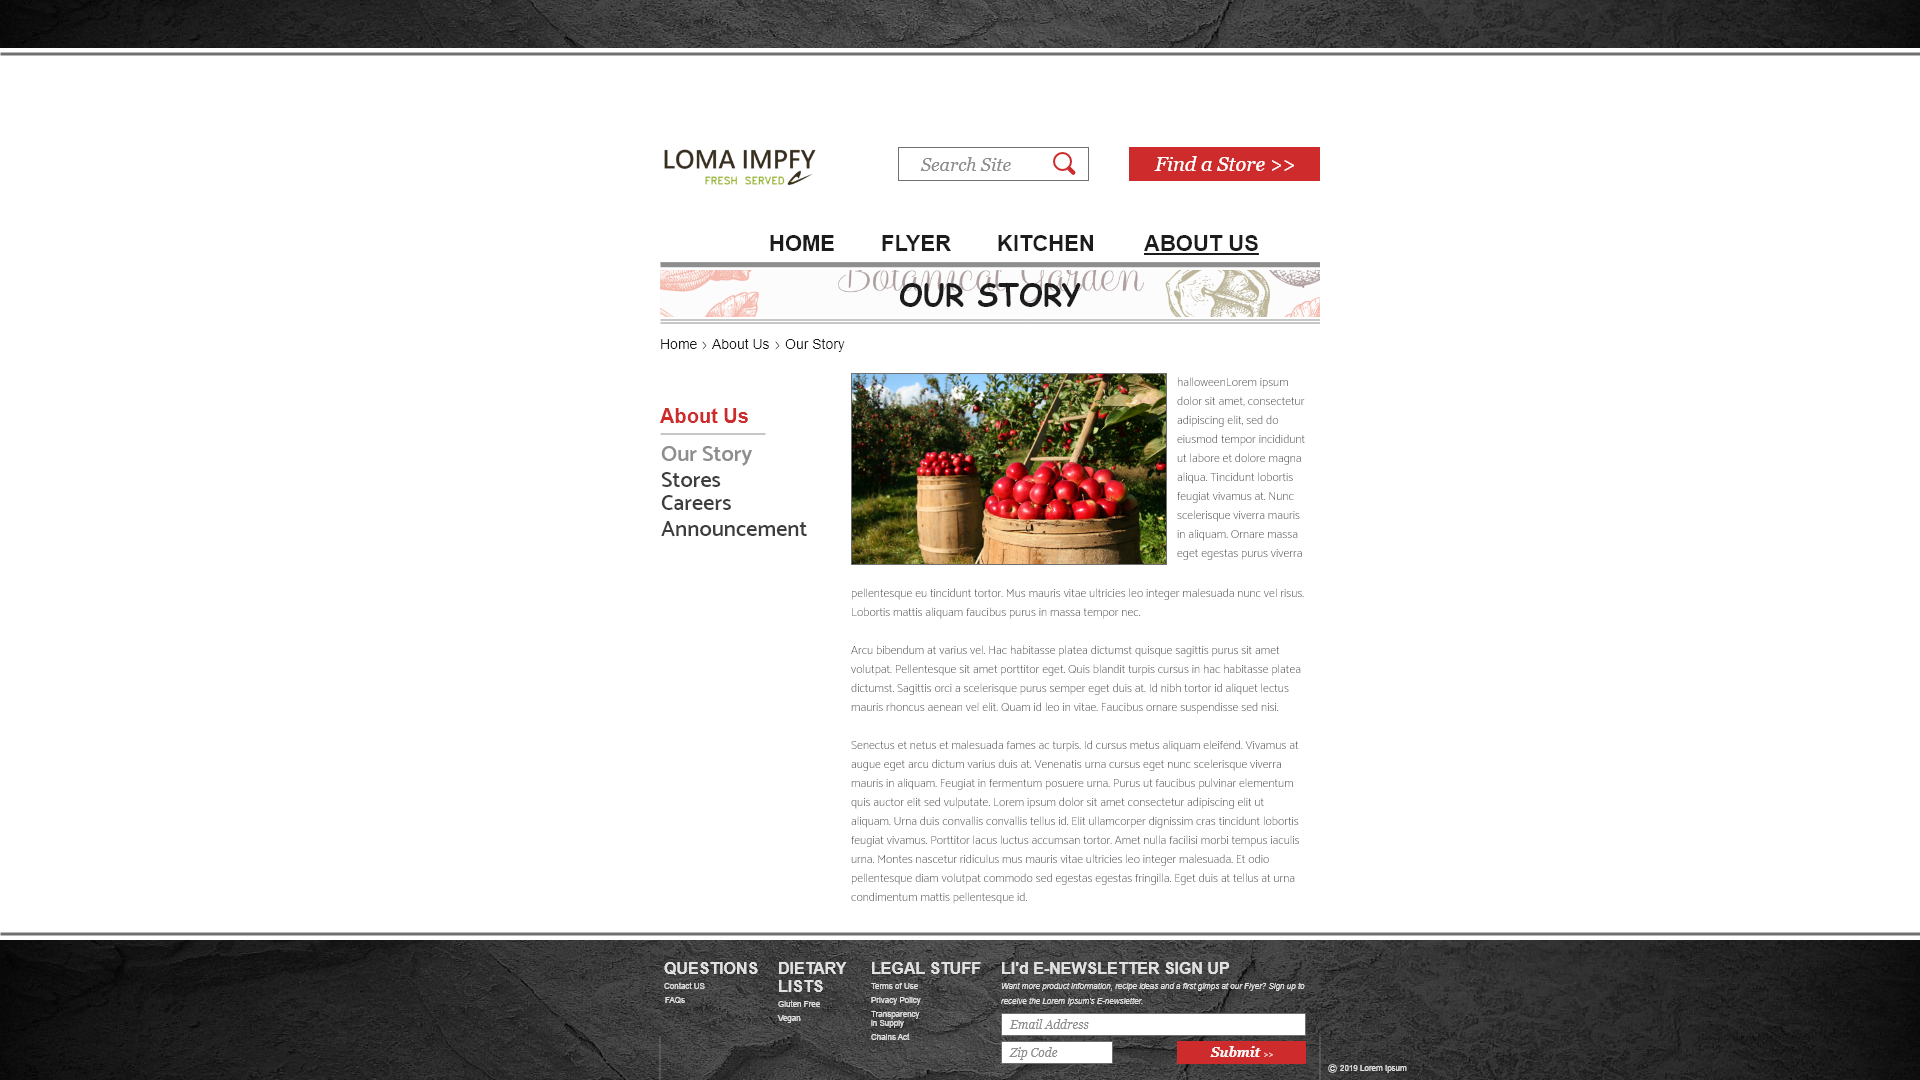 LOMA IMPFY
FRESH SERVED
Search Site
Find a Store >>
HOME FLYER KITCHEN ABOUT US
Botanical Garden
OUR STORY
Home › About Us › Our Story
About Us
Our Story
Stores
Careers
Announcement
halloweenLorem ipsum
dolor sit amet, consectetur
adipiscing elit, sed do
eiusmod tempor incididunt
ut labore et dolore magna
aliqua. Tincidunt lobortis
feugiat vivamus at. Nunc
scelerisque viverra mauris
in aliquam. Ornare massa
eget egestas purus viverra
pellentesque eu tincidunt tortor. Mus mauris vitae ultricies leo integer malesuada nunc vel risus.
Lobortis mattis aliquam faucibus purus in massa tempor nec.
Arcu bibendum at varius vel. Hac habitasse platea dictumst quisque sagittis purus sit amet
volutpat. Pellentesque sit amet porttitor eget. Quis blandit turpis cursus in hac habitasse platea
dictumst. Sagittis orci a scelerisque purus semper eget duis at. Id nibh tortor id aliquet lectus
mauris rhoncus aenean vel elit. Quam id leo in vitae. Faucibus ornare suspendisse sed nisi.
Senectus et netus et malesuada fames ac turpis. Id cursus metus aliquam eleifend. Vivamus at
augue eget arcu dictum varius duis at. Venenatis urna cursus eget nunc scelerisque viverra
mauris in aliquam. Feugiat in fermentum posuere urna. Purus ut faucibus pulvinar elementum
quis auctor elit sed vulputate. Lorem ipsum dolor sit amet consectetur adipiscing elit ut
aliquam. Urna duis convallis convallis tellus id. Elit ullamcorper dignissim cras tincidunt lobortis
feugiat vivamus. Porttitor lacus luctus accumsan tortor. Amet nulla facilisi morbi tempus iaculis
urna. Montes nascetur ridiculus mus mauris vitae ultricies leo integer malesuada. Et odio
pellentesque diam volutpat commodo sed egestas egestas fringilla. Eget duis at tellus at urna
condimentum mattis pellentesque id.
QUESTIONS
Contact US
FAQs
DIETARY
LISTS
Gluten Free
Vegan
LEGAL STUFF
Terms of Use
Privacy Policy
Transparency
in Supply
Chains Act
LI'd E-NEWSLETTER SIGN UP
Want more product information, recipe ideas and a first gimps at our Flyer? Sign up to
receive the Lorem Ipsum's E-newsletter.
Email Address
Zip Code
Submit >>
© 2019 Lorem Ipsum